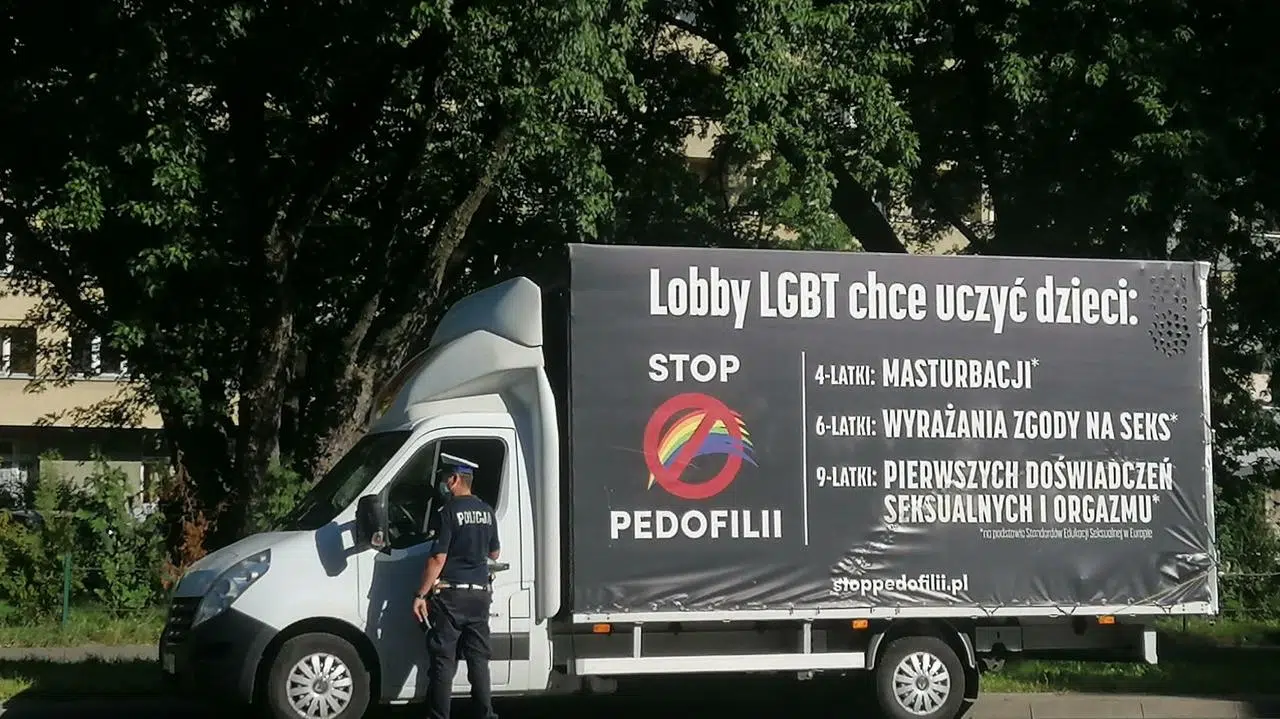 Lobby LGBT chce uczyć dzieci:
STOP
PEDOFILII
4-LATKI: MASTURBACJI*
6-LATKI: WYRAŻANIA ZGODY NA SEKS*
9-LATKI: PIERWSZYCH DOŚWIADCZEŃ
SEKSUALNYCH I ORGAZMU*
*na podstawie Standardów Edukacji Seksualnej w Europie
stoppedofilii.pl
POLICJA